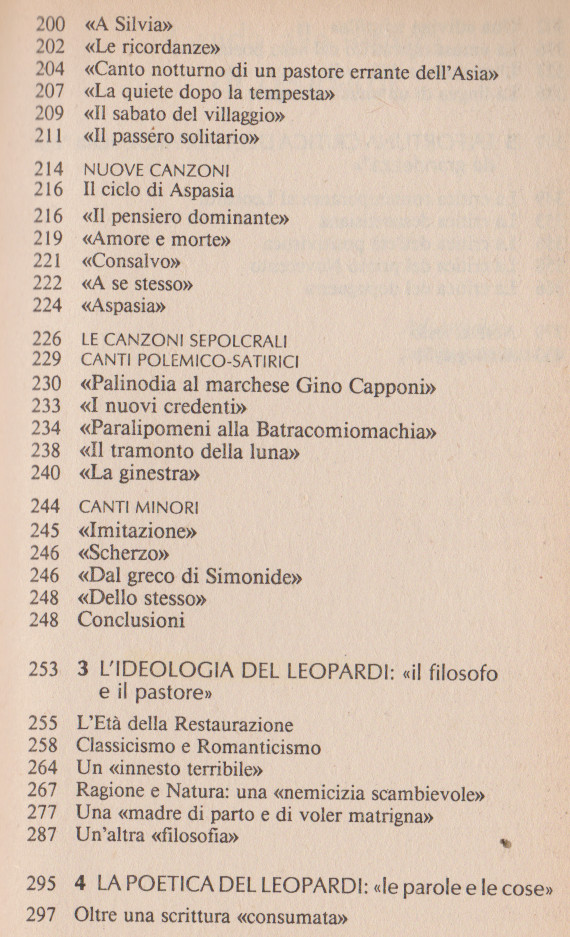 200 «A Silvia»
202 «Le ricordanze»
204 «Canto notturno di un pastore errante dell'Asia»
207 «La quiete dopo la tempesta»
209 «Il sabato del villaggio»
211 «Il passéro solitario»
214 NUOVE CANZONI
216 Il ciclo di Aspasia
216 «Il pensiero dominante»
219 «Amore e morte»
221 «Consalvo»
222 «A se stesso»
224 «Aspasia»
226 LE CANZONI SEPOLCRALI
229 CANTI POLEMICO-SATIRICI
230 «Palinodia al marchese Gino Capponi»
233 «I nuovi credenti»
234 «Paralipomeni alla Batracomiomachia»
238 «Il tramonto della luna»
240 «La ginestra»
244 CANTI MINORI
245 «Imitazione»
246 «Scherzo»
246 «Dal greco di Simonide»
248 «Dello stesso»
248 Conclusioni
253 3 L'IDEOLOGIA DEL LEOPARDI: «il filosofo
e il pastore»
255 L'Età della Restaurazione
258 Classicismo e Romanticismo
264 Un «innesto terribile»
267 Ragione e Natura: una «nemicizia scambievole»
277 Una «madre di parto e di voler matrigna»
287 Un'altra «filosofia»
295 4 LA POETICA DEL LEOPARDI: «le parole e le cose»
297 Oltre una scrittura «consumata»